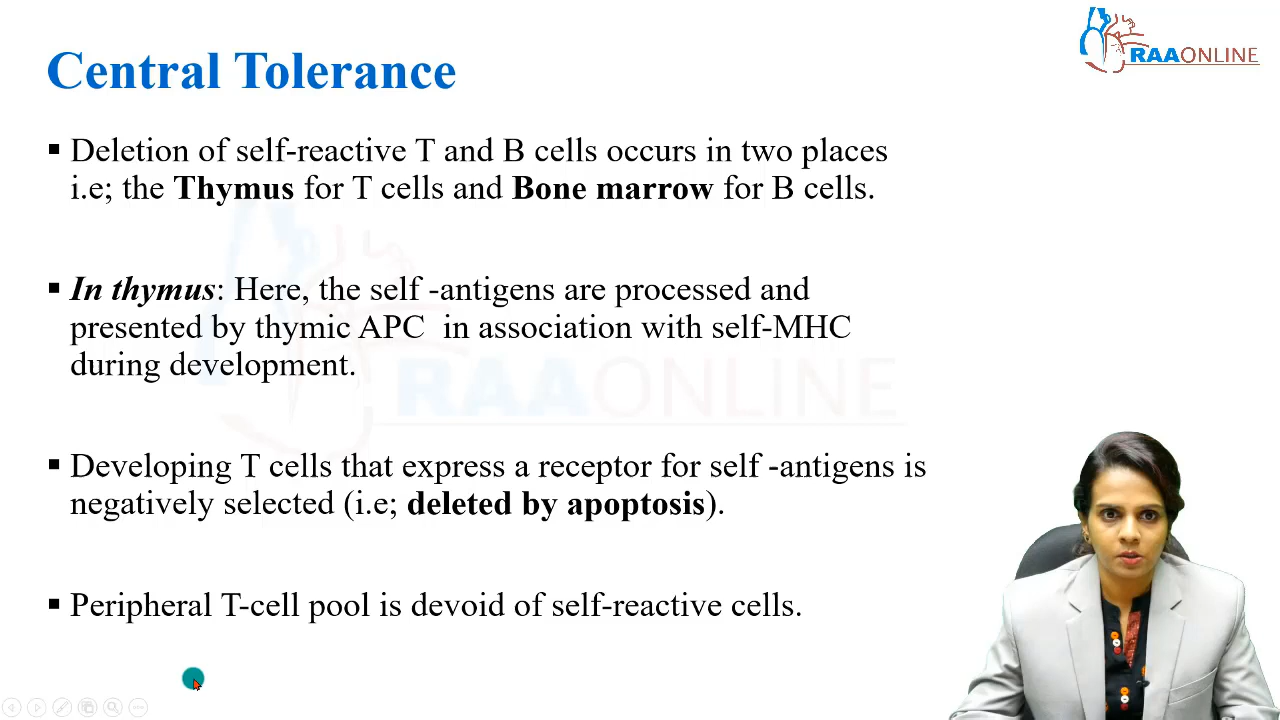 RAAONLINE
Central Tolerance
▪ Deletion of self-reactive T and B cells occurs in two places
i.e; the Thymus for T cells and Bone marrow for B cells.
▪ In thymus: Here, the self -antigens are processed and
presented by thymic APC  in association with self-MHC
during development.
RAAONLINE
▪ Developing T cells that express a receptor for self -antigens is
negatively selected (i.e; deleted by apoptosis).
▪ Peripheral T-cell pool is devoid of self-reactive cells.